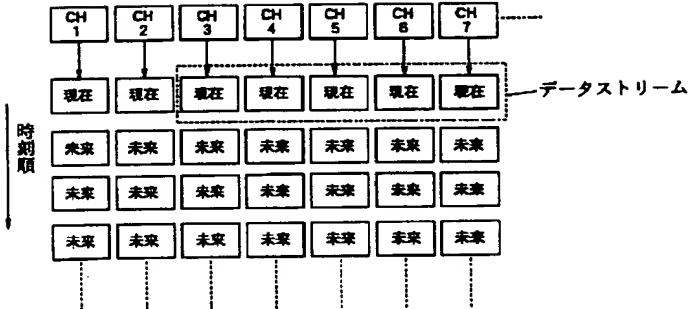 CH 1 CH 2 CH 3 CH 4 CH 5 CH 6 CH 7
現在 現在 現在 現在 現在 現在 現在
データストリーム
時刻順
未来 未来 未来 未来 未来 未来 未来
未来 未来 未来 未来 未来 未来 未来
未来 未来 未来 未来 未来 未来 未来